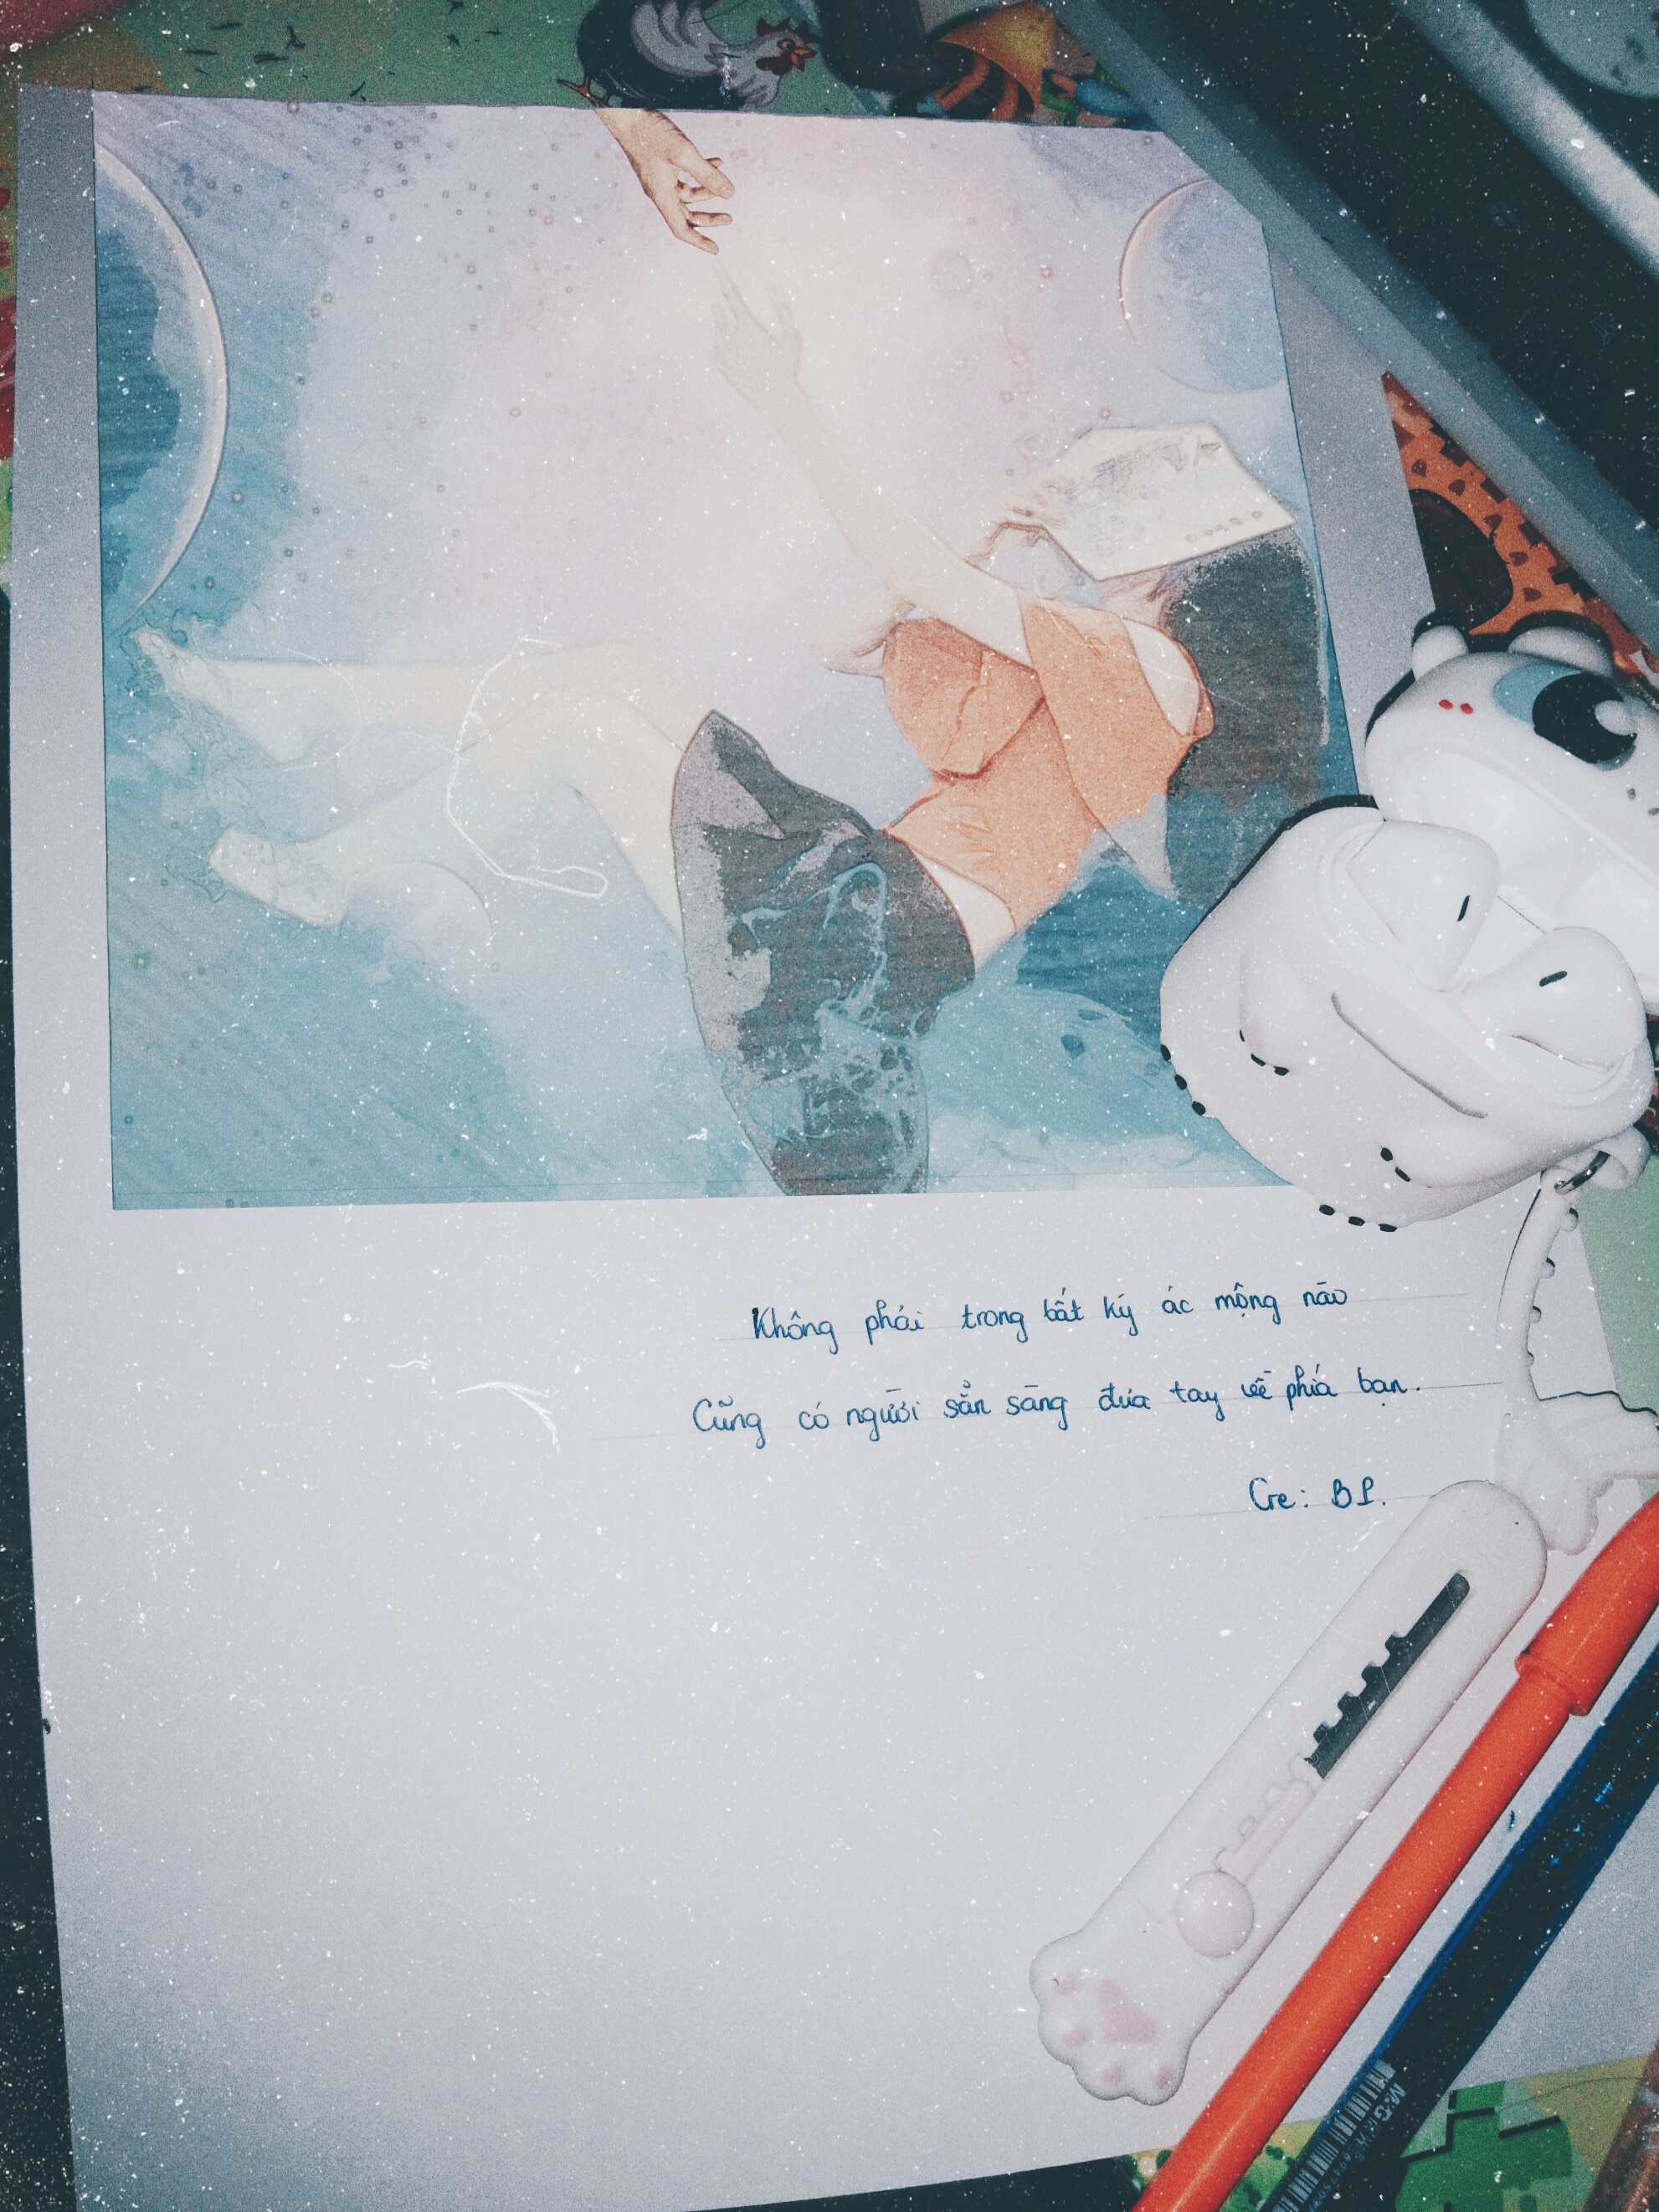 Không phải trong bất kỳ ác mộng nào
Cũng có người sẵn sàng đưa tay về phía bạn.
Cre: BL.
M&G